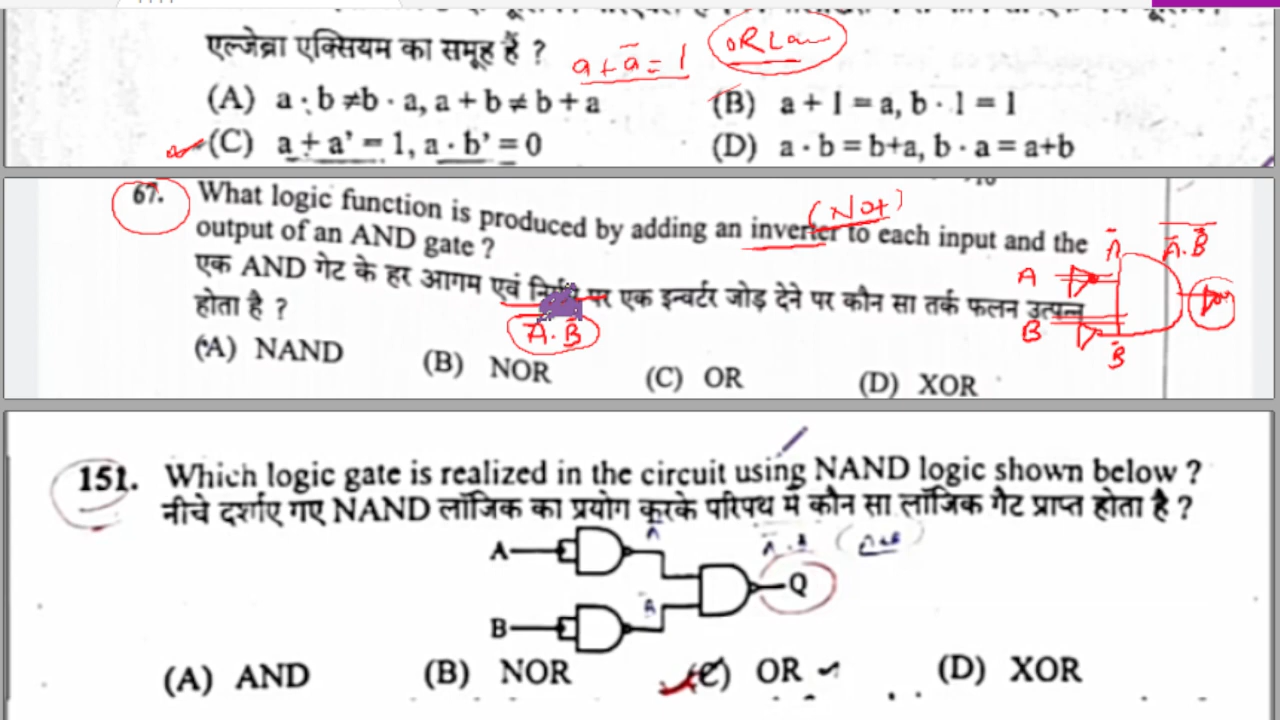 एल्जेब्रा एक्सियम का समूह हैं ?
a + ā = 1
OR Law
(A) a · b ≠ b · a, a + b ≠ b + a
(B) a + 1 = a, b · 1 = 1
(C) a + a' = 1, a · b' = 0
(D) a · b = b+a, b · a = a+b
67. What logic function is produced by adding an inverter to each input and the
(Not)
output of an AND gate ?
एक AND गेट के हर आगम एवं पर एक इन्वर्टर जोड़ देने पर कौन सा तर्क फलन उत्पन्न
होता है ?
Ā . B̄
A
B
Ā
B̄
Ā . B̄
(A) NAND
(B) NOR
(C) OR
(D) XOR
151. Which logic gate is realized in the circuit using NAND logic shown below ?
नीचे दर्शाए गए NAND लॉजिक का प्रयोग करके परिपथ में कौन सा लॉजिक गैट प्राप्त होता है ?
A
Q
B
(A) AND
(B) NOR
(C) OR
(D) XOR